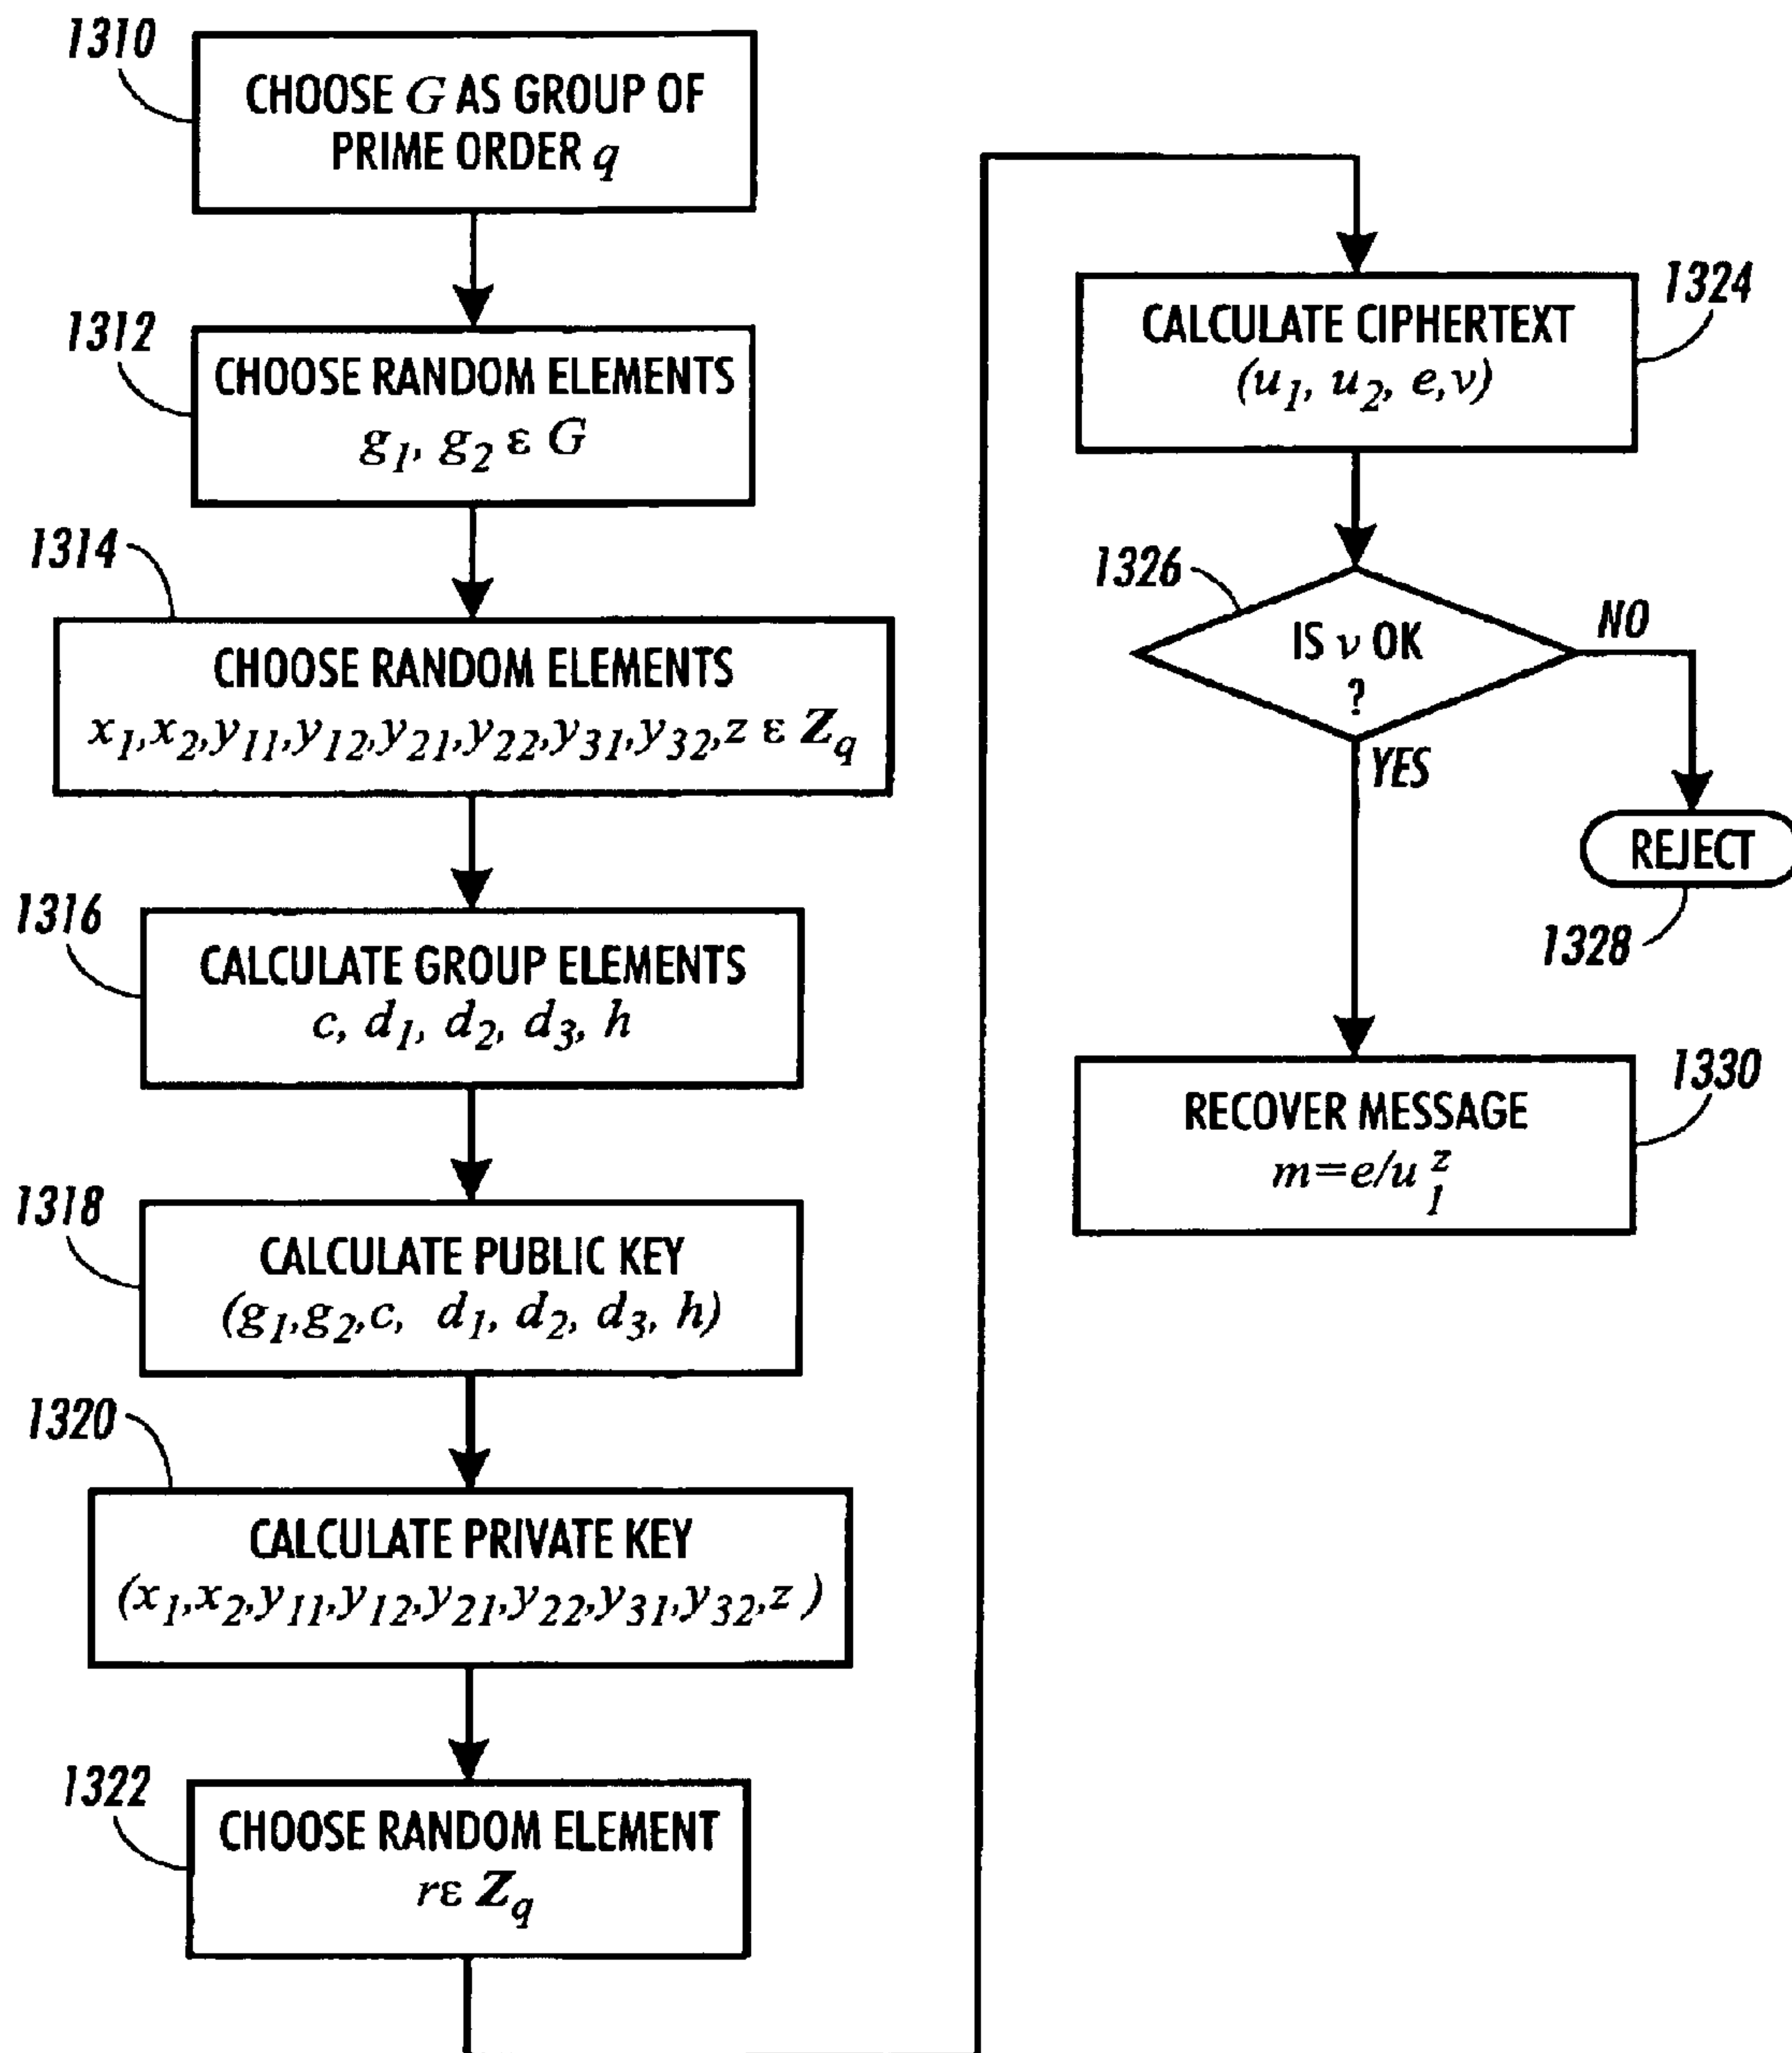 1310
CHOOSE G AS GROUP OF
PRIME ORDER q
1312
CHOOSE RANDOM ELEMENTS
g1, g2 ε G
1314
CHOOSE RANDOM ELEMENTS
x1,x2,y11,y12,y21,y22,y31,y32,z ε Zq
1316
CALCULATE GROUP ELEMENTS
c, d1, d2, d3, h
1318
CALCULATE PUBLIC KEY
(g1,g2,c, d1, d2, d3, h)
1320
CALCULATE PRIVATE KEY
(x1,x2,y11,y12,y21,y22,y31,y32,z )
1322
CHOOSE RANDOM ELEMENT
rε Zq
1324
CALCULATE CIPHERTEXT
(u1, u2, e,v)
1326
IS v OK
?
NO
YES
REJECT
1328
1330
RECOVER MESSAGE
m=e/u1^z